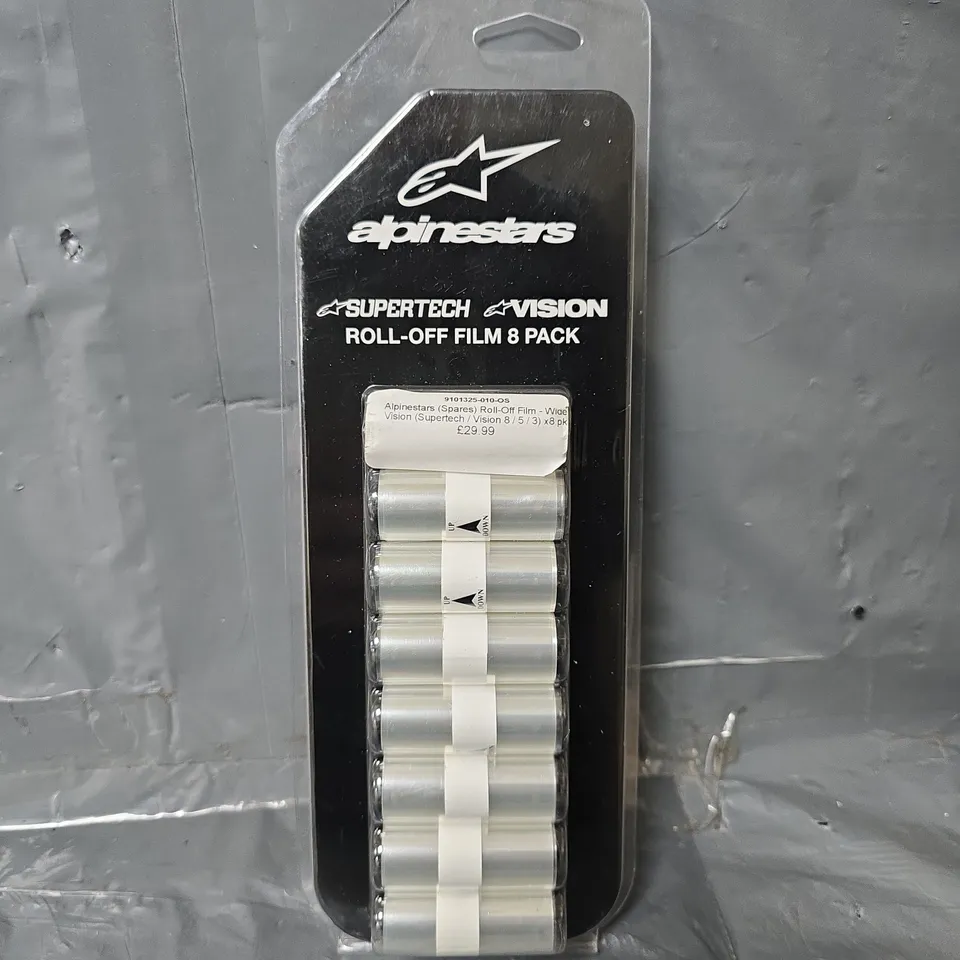 alpinestars
SUPERTECH VISION
ROLL-OFF FILM 8 PACK
9101325-010-OS
Alpinestars (Spares) Roll-Off Film - Wide
Vision (Supertech / Vision 8 / 5 / 3) x8 pk
£29.99
UP DOWN
UP DOWN